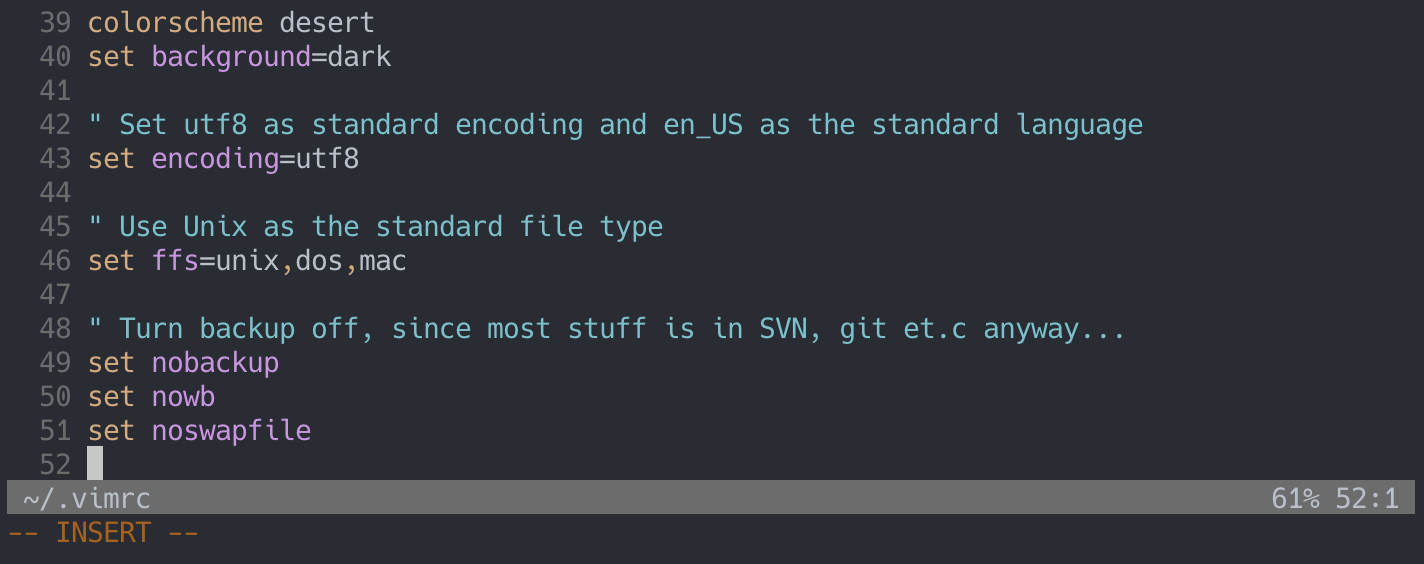 39 colorscheme desert
40 set background=dark
41
42 " Set utf8 as standard encoding and en_US as the standard language
43 set encoding=utf8
44
45 " Use Unix as the standard file type
46 set ffs=unix,dos,mac
47
48 " Turn backup off, since most stuff is in SVN, git et.c anyway...
49 set nobackup
50 set nowb
51 set noswapfile
52
~/.vimrc 61% 52:1
-- INSERT --